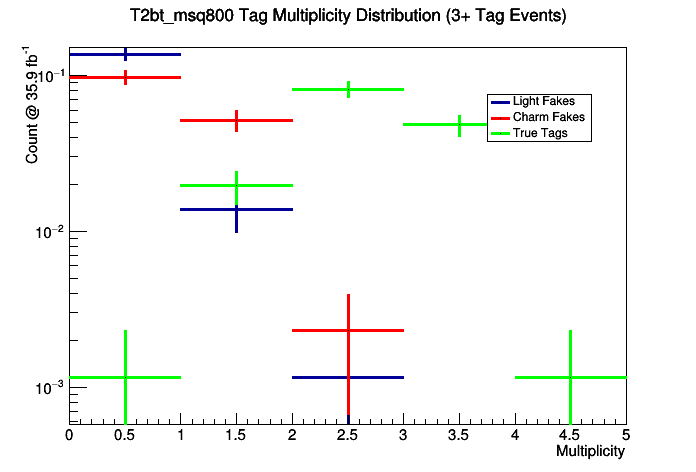 T2bt_msq800 Tag Multiplicity Distribution (3+ Tag Events)
Count @ 35.9 fb⁻¹
10⁻¹
10⁻²
10⁻³
Light Fakes
Charm Fakes
True Tags
0 0.5 1 1.5 2 2.5 3 3.5 4 4.5 5
Multiplicity